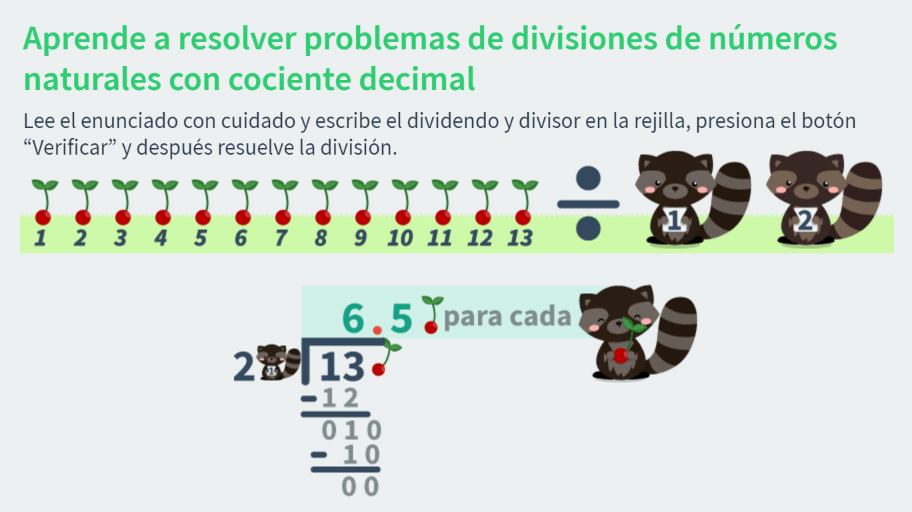 Aprende a resolver problemas de divisiones de números
naturales con cociente decimal
Lee el enunciado con cuidado y escribe el dividendo y divisor en la rejilla, presiona el botón
“Verificar” y después resuelve la división.
1 2 3 4 5 6 7 8 9 10 11 12 13 ÷ 1 2
6.5 para cada
2 13
-12
010
- 10
00